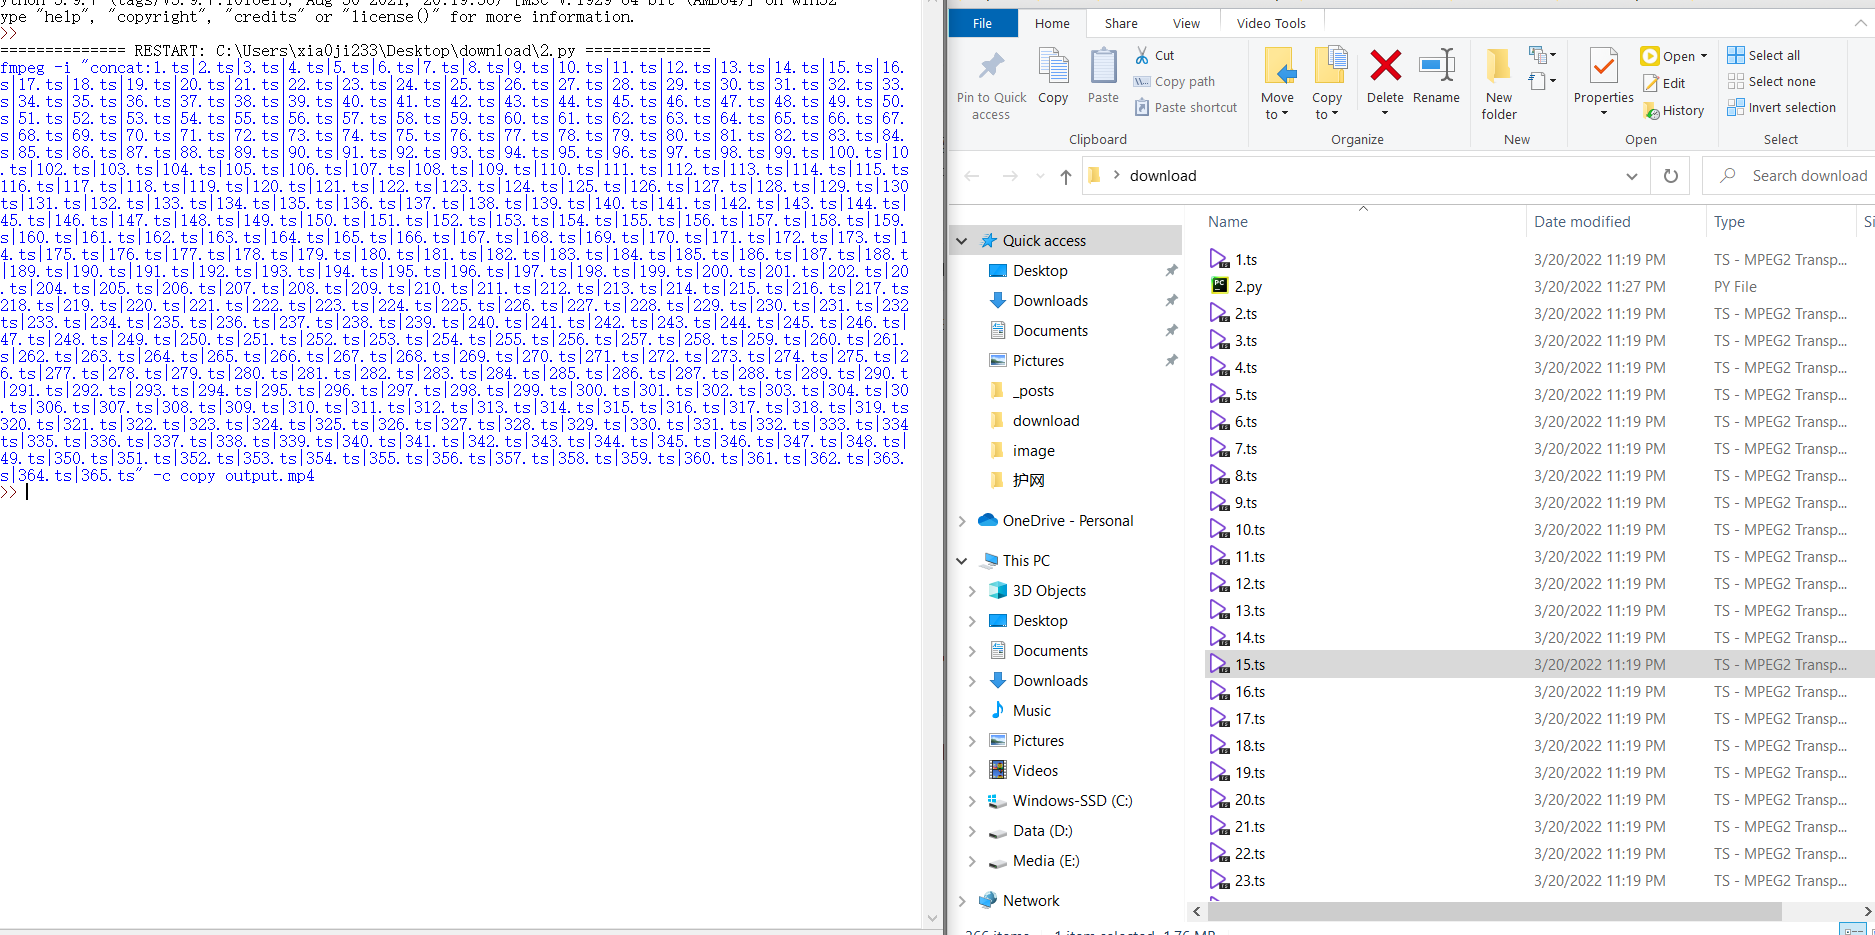 ython 3.9.7 Aug 30 2021, 20:19:38) [MSC v.1929 64 bit (AMD64)] on win32
ype "help", "copyright", "credits" or "license()" for more information.
>>
============== RESTART: C:\Users\xia0ji233\Desktop\download\2.py ==============
fmpeg -i "concat:1.ts|2.ts|3.ts|4.ts|5.ts|6.ts|7.ts|8.ts|9.ts|10.ts|11.ts|12.ts|13.ts|14.ts|15.ts|16.
s|17.ts|18.ts|19.ts|20.ts|21.ts|22.ts|23.ts|24.ts|25.ts|26.ts|27.ts|28.ts|29.ts|30.ts|31.ts|32.ts|33.
s|34.ts|35.ts|36.ts|37.ts|38.ts|39.ts|40.ts|41.ts|42.ts|43.ts|44.ts|45.ts|46.ts|47.ts|48.ts|49.ts|50.
s|51.ts|52.ts|53.ts|54.ts|55.ts|56.ts|57.ts|58.ts|59.ts|60.ts|61.ts|62.ts|63.ts|64.ts|65.ts|66.ts|67.
s|68.ts|69.ts|70.ts|71.ts|72.ts|73.ts|74.ts|75.ts|76.ts|77.ts|78.ts|79.ts|80.ts|81.ts|82.ts|83.ts|84.
s|85.ts|86.ts|87.ts|88.ts|89.ts|90.ts|91.ts|92.ts|93.ts|94.ts|95.ts|96.ts|97.ts|98.ts|99.ts|100.ts|10
.ts|102.ts|103.ts|104.ts|105.ts|106.ts|107.ts|108.ts|109.ts|110.ts|111.ts|112.ts|113.ts|114.ts|115.ts
116.ts|117.ts|118.ts|119.ts|120.ts|121.ts|122.ts|123.ts|124.ts|125.ts|126.ts|127.ts|128.ts|129.ts|130
ts|131.ts|132.ts|133.ts|134.ts|135.ts|136.ts|137.ts|138.ts|139.ts|140.ts|141.ts|142.ts|143.ts|144.ts|
45.ts|146.ts|147.ts|148.ts|149.ts|150.ts|151.ts|152.ts|153.ts|154.ts|155.ts|156.ts|157.ts|158.ts|159.
s|160.ts|161.ts|162.ts|163.ts|164.ts|165.ts|166.ts|167.ts|168.ts|169.ts|170.ts|171.ts|172.ts|173.ts|1
4.ts|175.ts|176.ts|177.ts|178.ts|179.ts|180.ts|181.ts|182.ts|183.ts|184.ts|185.ts|186.ts|187.ts|188.t
|189.ts|190.ts|191.ts|192.ts|193.ts|194.ts|195.ts|196.ts|197.ts|198.ts|199.ts|200.ts|201.ts|202.ts|20
.ts|204.ts|205.ts|206.ts|207.ts|208.ts|209.ts|210.ts|211.ts|212.ts|213.ts|214.ts|215.ts|216.ts|217.ts
218.ts|219.ts|220.ts|221.ts|222.ts|223.ts|224.ts|225.ts|226.ts|227.ts|228.ts|229.ts|230.ts|231.ts|232
ts|233.ts|234.ts|235.ts|236.ts|237.ts|238.ts|239.ts|240.ts|241.ts|242.ts|243.ts|244.ts|245.ts|246.ts|
47.ts|248.ts|249.ts|250.ts|251.ts|252.ts|253.ts|254.ts|255.ts|256.ts|257.ts|258.ts|259.ts|260.ts|261.
s|262.ts|263.ts|264.ts|265.ts|266.ts|267.ts|268.ts|269.ts|270.ts|271.ts|272.ts|273.ts|274.ts|275.ts|2
6.ts|277.ts|278.ts|279.ts|280.ts|281.ts|282.ts|283.ts|284.ts|285.ts|286.ts|287.ts|288.ts|289.ts|290.t
|291.ts|292.ts|293.ts|294.ts|295.ts|296.ts|297.ts|298.ts|299.ts|300.ts|301.ts|302.ts|303.ts|304.ts|30
.ts|306.ts|307.ts|308.ts|309.ts|310.ts|311.ts|312.ts|313.ts|314.ts|315.ts|316.ts|317.ts|318.ts|319.ts
320.ts|321.ts|322.ts|323.ts|324.ts|325.ts|326.ts|327.ts|328.ts|329.ts|330.ts|331.ts|332.ts|333.ts|334
ts|335.ts|336.ts|337.ts|338.ts|339.ts|340.ts|341.ts|342.ts|343.ts|344.ts|345.ts|346.ts|347.ts|348.ts|
49.ts|350.ts|351.ts|352.ts|353.ts|354.ts|355.ts|356.ts|357.ts|358.ts|359.ts|360.ts|361.ts|362.ts|363.
s|364.ts|365.ts" -c copy output.mp4
>>
File Home Share View Video Tools
Pin to Quick access
Copy
Paste
Cut
Copy path
Paste shortcut
Clipboard
Move to
Copy to
Delete
Rename
Organize
New folder
New
Properties
Open
Edit
History
Open
Select all
Select none
Invert selection
Select
download
Search download
Quick access
Desktop
Downloads
Documents
Pictures
_posts
download
image
护网
OneDrive - Personal
This PC
3D Objects
Desktop
Documents
Downloads
Music
Pictures
Videos
Windows-SSD (C:)
Data (D:)
Media (E:)
Network
Name Date modified Type Si
1.ts 3/20/2022 11:19 PM TS - MPEG2 Transp...
2.py 3/20/2022 11:27 PM PY File
2.ts 3/20/2022 11:19 PM TS - MPEG2 Transp...
3.ts 3/20/2022 11:19 PM TS - MPEG2 Transp...
4.ts 3/20/2022 11:19 PM TS - MPEG2 Transp...
5.ts 3/20/2022 11:19 PM TS - MPEG2 Transp...
6.ts 3/20/2022 11:19 PM TS - MPEG2 Transp...
7.ts 3/20/2022 11:19 PM TS - MPEG2 Transp...
8.ts 3/20/2022 11:19 PM TS - MPEG2 Transp...
9.ts 3/20/2022 11:19 PM TS - MPEG2 Transp...
10.ts 3/20/2022 11:19 PM TS - MPEG2 Transp...
11.ts 3/20/2022 11:19 PM TS - MPEG2 Transp...
12.ts 3/20/2022 11:19 PM TS - MPEG2 Transp...
13.ts 3/20/2022 11:19 PM TS - MPEG2 Transp...
14.ts 3/20/2022 11:19 PM TS - MPEG2 Transp...
15.ts 3/20/2022 11:19 PM TS - MPEG2 Transp...
16.ts 3/20/2022 11:19 PM TS - MPEG2 Transp...
17.ts 3/20/2022 11:19 PM TS - MPEG2 Transp...
18.ts 3/20/2022 11:19 PM TS - MPEG2 Transp...
19.ts 3/20/2022 11:19 PM TS - MPEG2 Transp...
20.ts 3/20/2022 11:19 PM TS - MPEG2 Transp...
21.ts 3/20/2022 11:19 PM TS - MPEG2 Transp...
22.ts 3/20/2022 11:19 PM TS - MPEG2 Transp...
23.ts 3/20/2022 11:19 PM TS - MPEG2 Transp...
366 items 1 item selected 1.76 MB